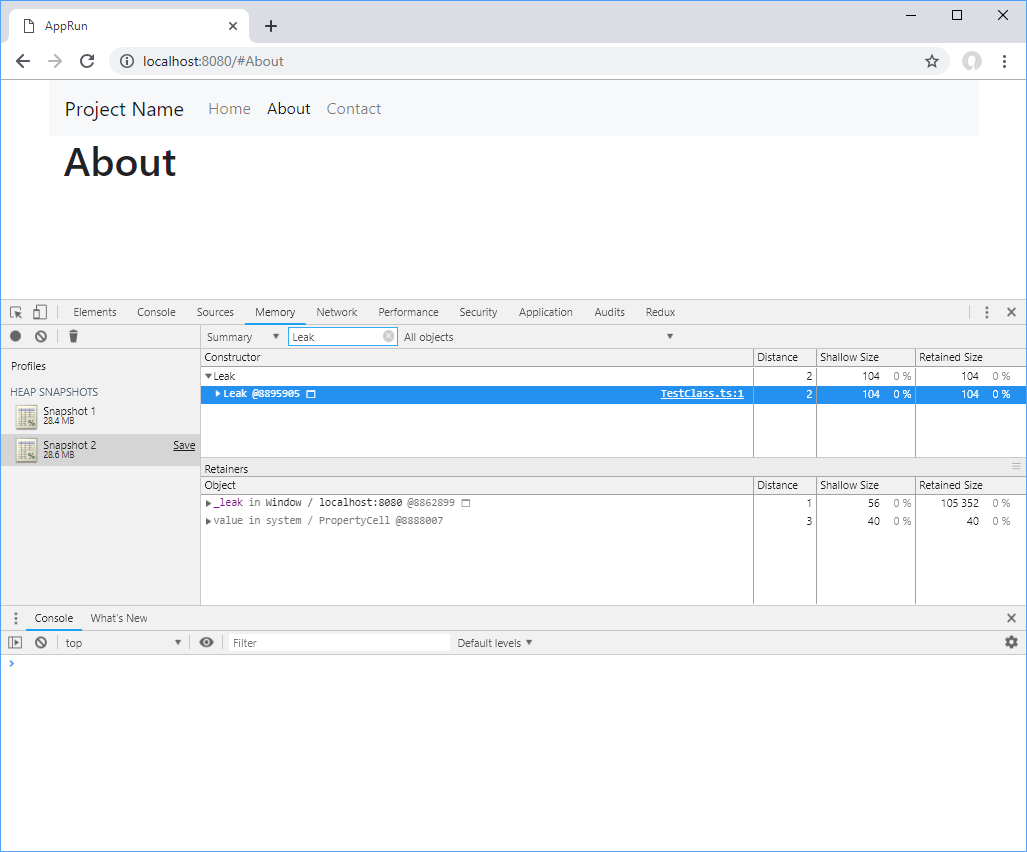 AppRun
localhost:8080/#About
Project Name Home About Contact
About
Elements Console Sources Memory Network Performance Security Application Audits Redux
Summary Leak All objects
Profiles
HEAP SNAPSHOTS
Snapshot 1
28.4 MB
Snapshot 2 Save
28.6 MB
Constructor Distance Shallow Size Retained Size
Leak 2 104 0 % 104 0 %
Leak @8895905 TestClass.ts:1 2 104 0 % 104 0 %
Retainers
Object Distance Shallow Size Retained Size
_leak in Window / localhost:8080 @8862899 1 56 0 % 105 352 0 %
value in system / PropertyCell @8888007 3 40 0 % 40 0 %
Console What's New
top Filter Default levels